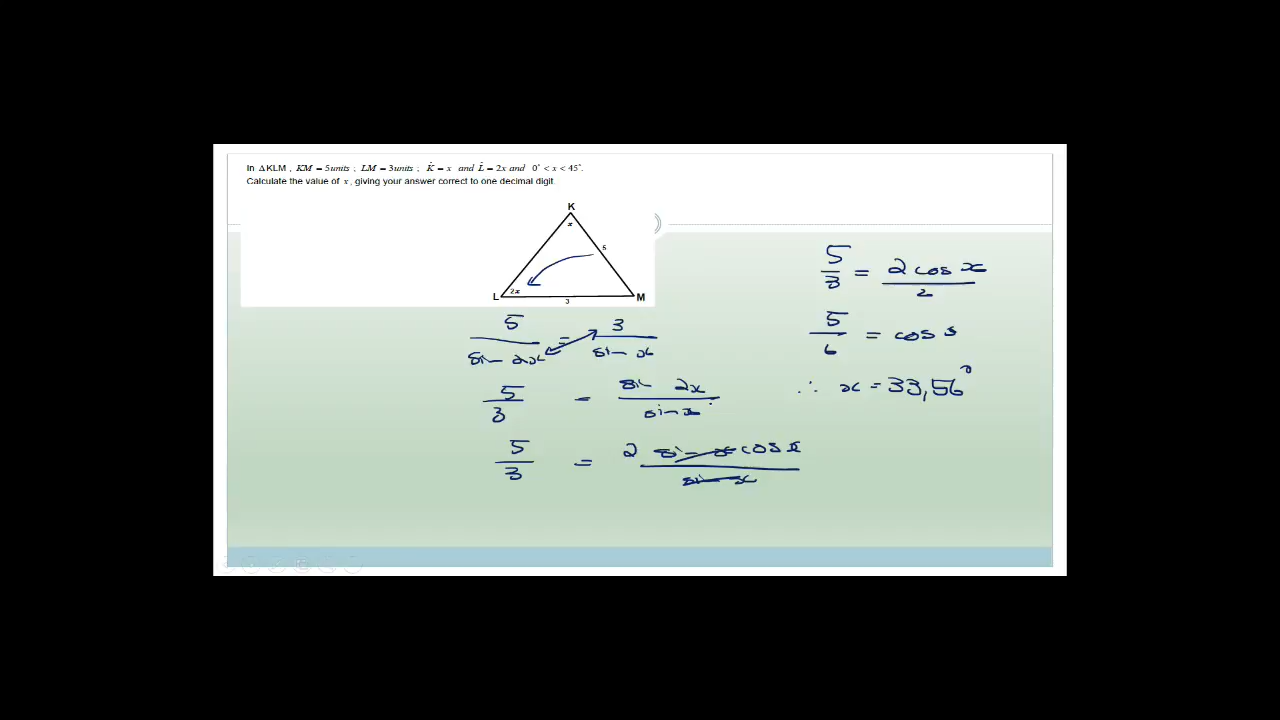 In ΔKLM , KM = 5units ; LM = 3units ; K̂ = x and L̂ = 2x and 0° < x < 45°.
Calculate the value of x, giving your answer correct to one decimal digit.
K
x
5
2x
L
M
3
5/sin 2x = 3/sin x
5/3 = sin 2x/sin x
5/3 = 2 sin x cos x/sin x
5/3 = 2 cos x/2
5/6 = cos x
∴ x = 33,56°